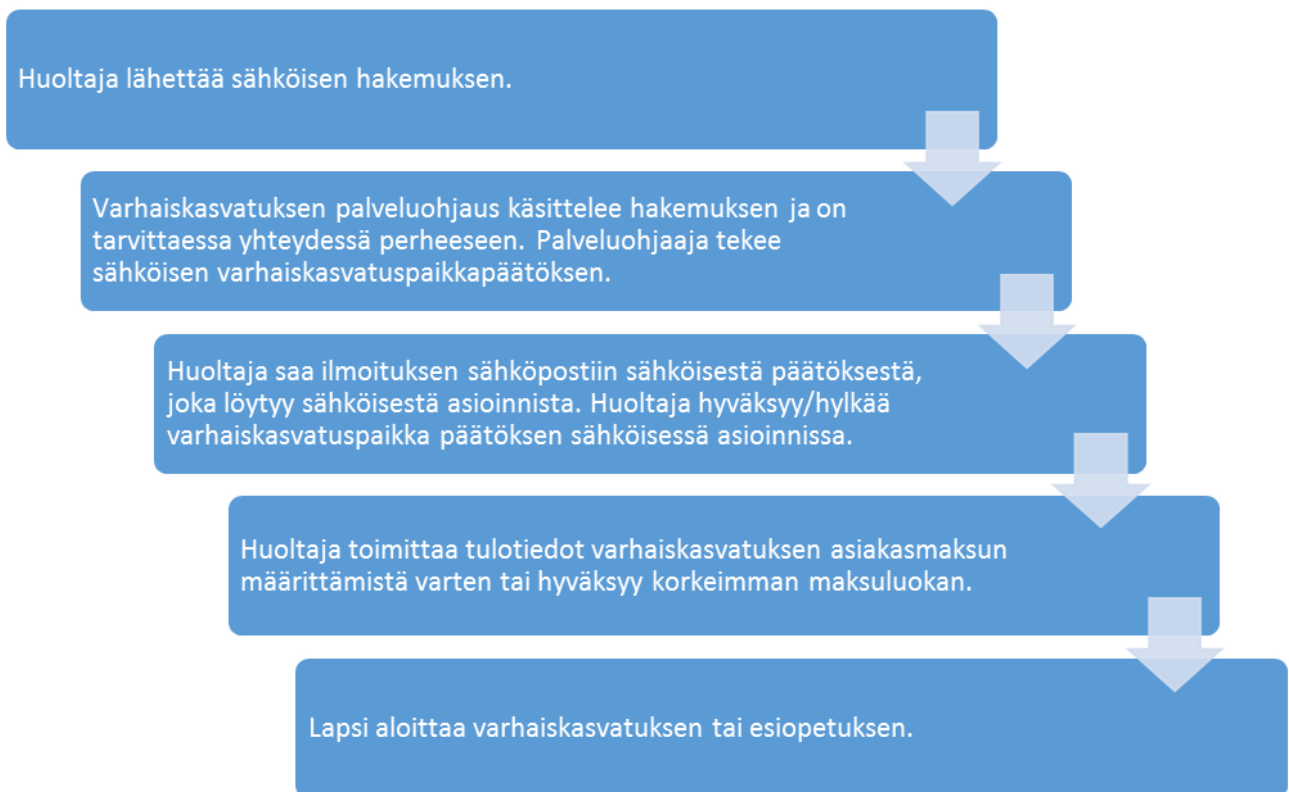 Huoltaja lähettää sähköisen hakemuksen.
Varhaiskasvatuksen palveluohjaus käsittelee hakemuksen ja on
tarvittaessa yhteydessä perheeseen. Palveluohjaaja tekee
sähköisen varhaiskasvatuspaikkapäätöksen.
Huoltaja saa ilmoituksen sähköpostiin sähköisestä päätöksestä,
joka löytyy sähköisestä asioinnista. Huoltaja hyväksyy/hylkää
varhaiskasvatuspaikka päätöksen sähköisessä asioinnissa.
Huoltaja toimittaa tulotiedot varhaiskasvatuksen asiakasmaksun
määrittämistä varten tai hyväksyy korkeimman maksuluokan.
Lapsi aloittaa varhaiskasvatuksen tai esiopetuksen.